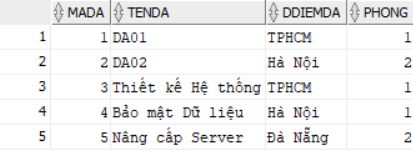 MADA TENDA DDIEMDA PHONG
1 1 DA01 TPHCM 1
2 2 DA02 Hà Nội 2
3 3 Thiết kế Hệ thống TPHCM 1
4 4 Bảo mật Dữ liệu Hà Nội 1
5 5 Nâng cấp Server Đà Nẵng 2